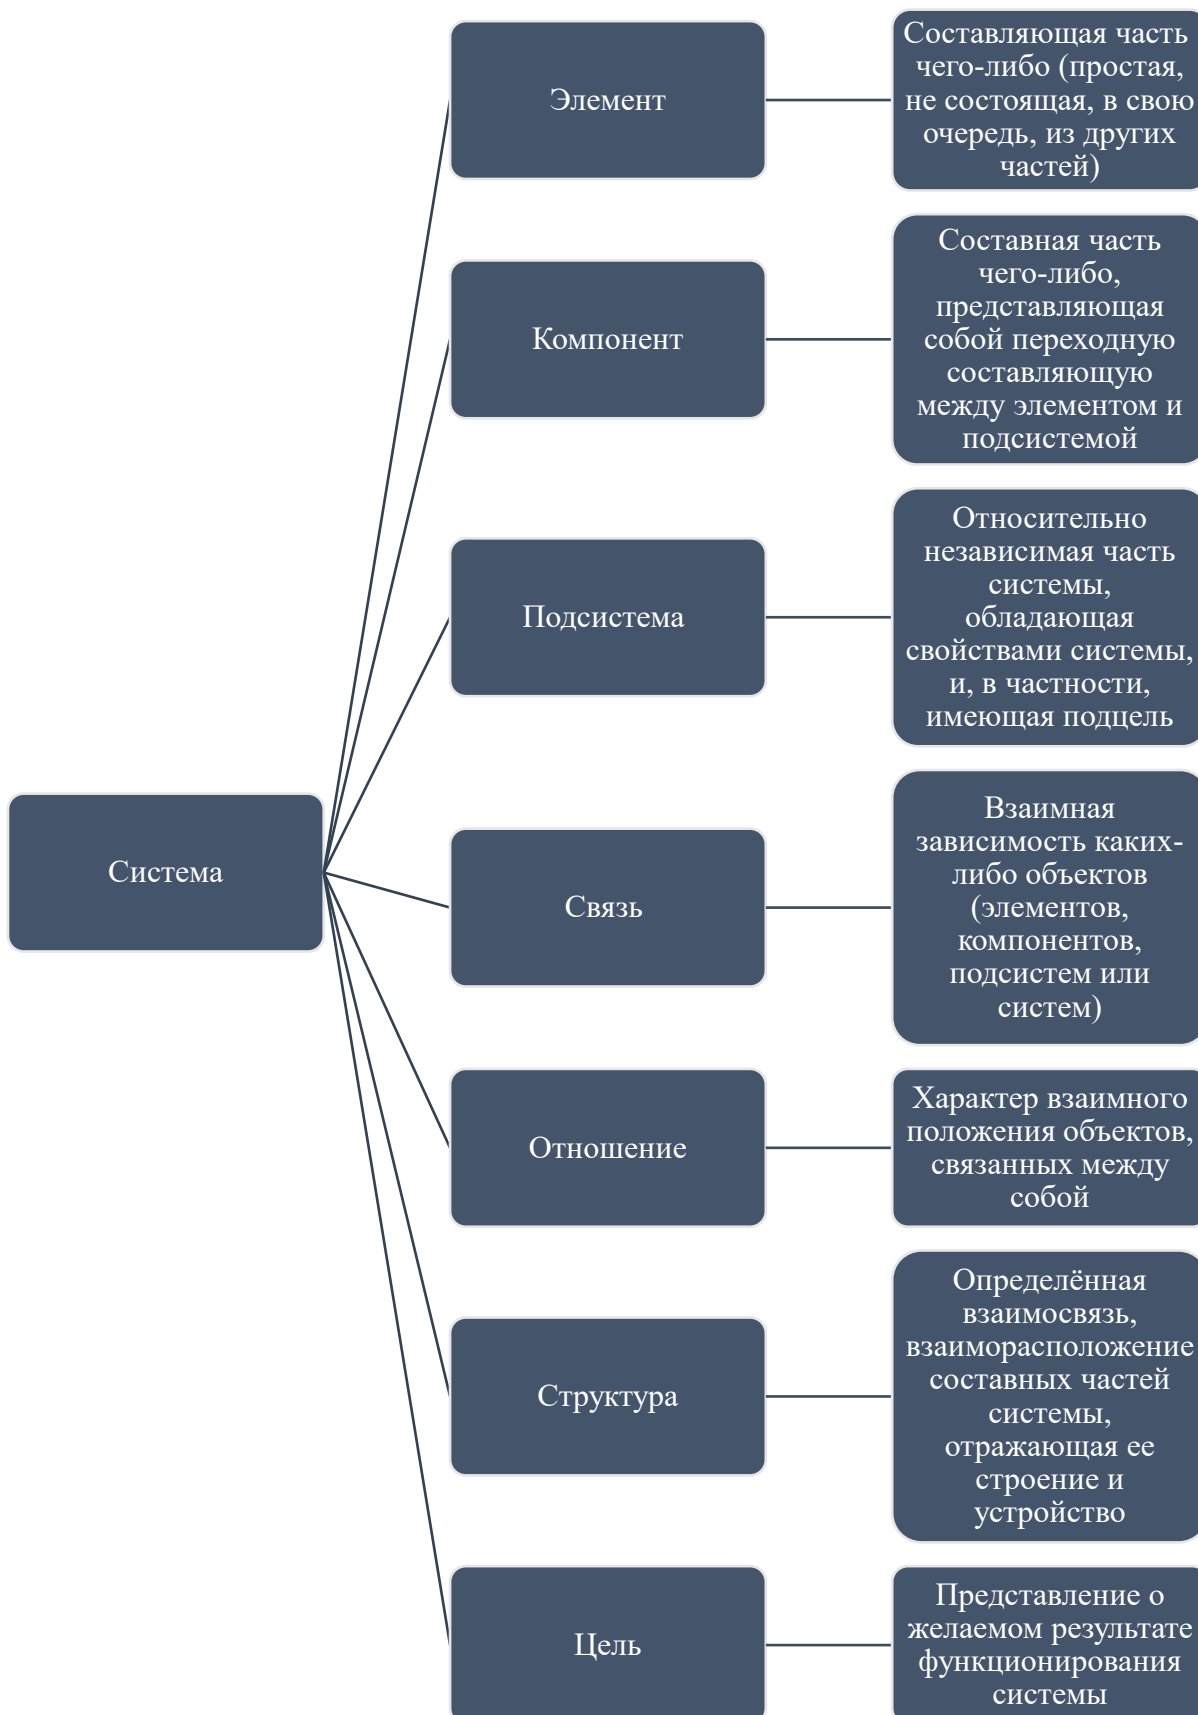 Элемент
Составляющая часть
чего-либо (простая,
не состоящая, в свою
очередь, из других
частей)
Компонент
Составная часть
чего-либо,
представляющая
собой переходную
составляющую
между элементом и
подсистемой
Подсистема
Относительно
независимая часть
системы,
обладающая
свойствами системы,
и, в частности,
имеющая подцель
Система
Связь
Взаимная
зависимость каких-
либо объектов
(элементов,
компонентов,
подсистем или
систем)
Отношение
Характер взаимного
положения объектов,
связанных между
собой
Структура
Определённая
взаимосвязь,
взаиморасположение
составных частей
системы,
отражающая ее
строение и
устройство
Цель
Представление о
желаемом результате
функционирования
системы